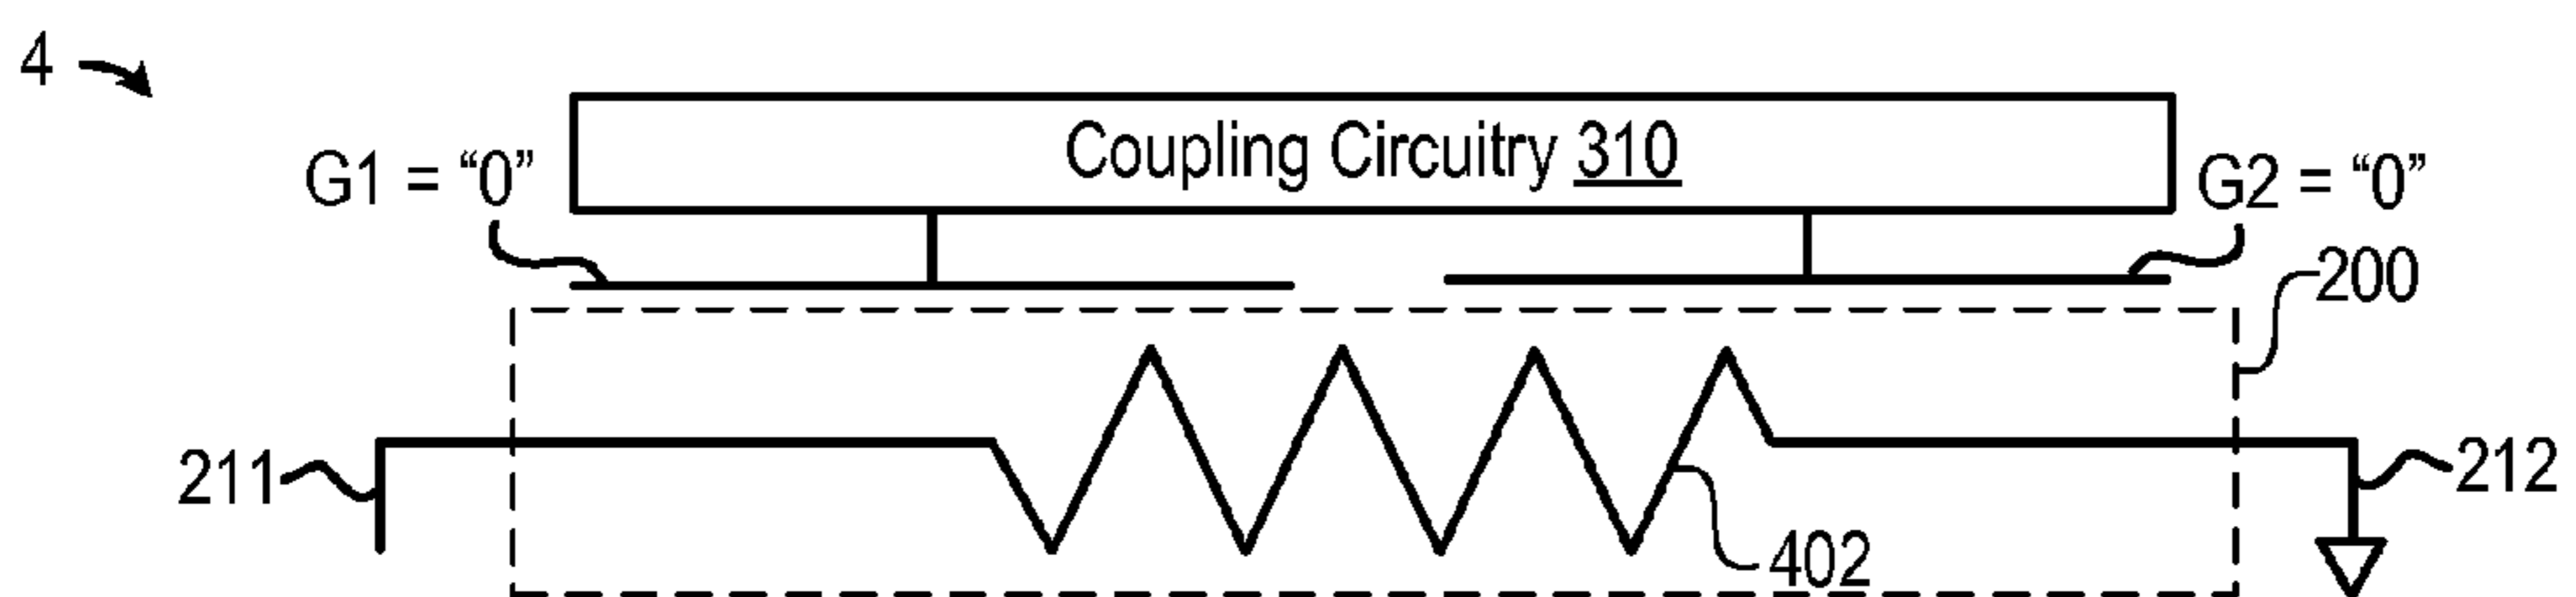 4
Coupling Circuitry 310
G1 = “0”
G2 = “0”
200
211
212
402